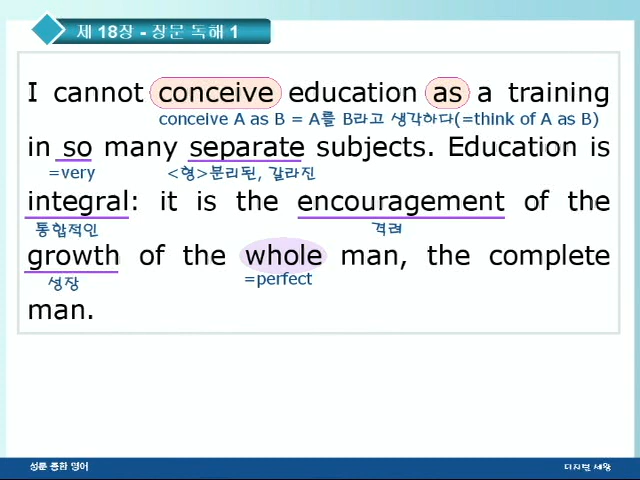 제 18장 - 장문 독해 1
I cannot conceive education as a training
conceive A as B = A를 B라고 생각하다(=think of A as B)
in so many separate subjects. Education is
=very <형>분리된, 갈라진
integral: it is the encouragement of the
통합적인 격려
growth of the whole man, the complete
성장 =perfect
man.
성문 종합 영어 디지털 세왕